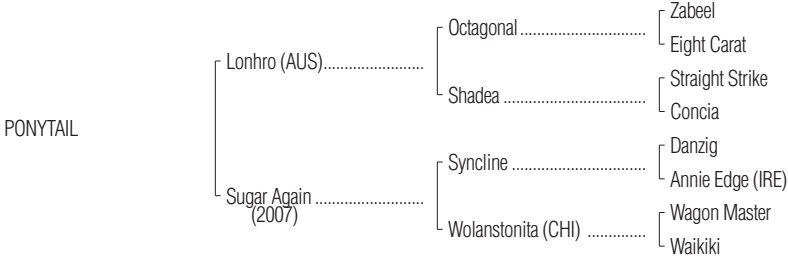 Zabeel
Octagonal
Eight Carat
Lonhro (AUS)
Straight Strike
Shadea
Concia
PONYTAIL
Danzig
Syncline
Annie Edge (IRE)
Sugar Again
(2007)
Wagon Master
Wolanstonita (CHI)
Waikiki